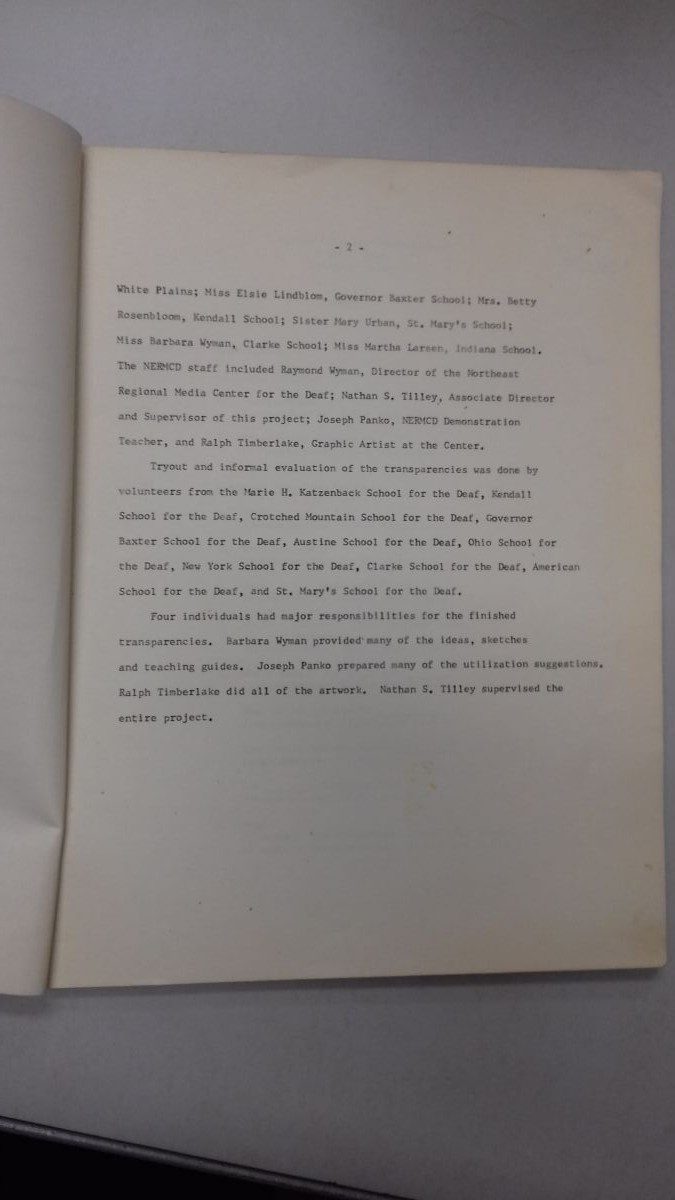 - 2 -
White Plains; Miss Elsie Lindblom, Governor Baxter School; Mrs. Betty
Rosenbloom, Kendall School; Sister Mary Urban, St. Mary's School;
Miss Barbara Wyman, Clarke School; Miss Martha Larsen, Indiana School.
The NERMCD staff included Raymond Wyman, Director of the Northeast
Regional Media Center for the Deaf; Nathan S. Tilley, Associate Director
and Supervisor of this project; Joseph Panko, NERMCD Demonstration
Teacher, and Ralph Timberlake, Graphic Artist at the Center.
Tryout and informal evaluation of the transparencies was done by
volunteers from the Marie H. Katzenback School for the Deaf, Kendall
School for the Deaf, Crotched Mountain School for the Deaf, Governor
Baxter School for the Deaf, Austine School for the Deaf, Ohio School for
the Deaf, New York School for the Deaf, Clarke School for the Deaf, American
School for the Deaf, and St. Mary's School for the Deaf.
Four individuals had major responsibilities for the finished
transparencies. Barbara Wyman provided many of the ideas, sketches
and teaching guides. Joseph Panko prepared many of the utilization suggestions.
Ralph Timberlake did all of the artwork. Nathan S. Tilley supervised the
entire project.